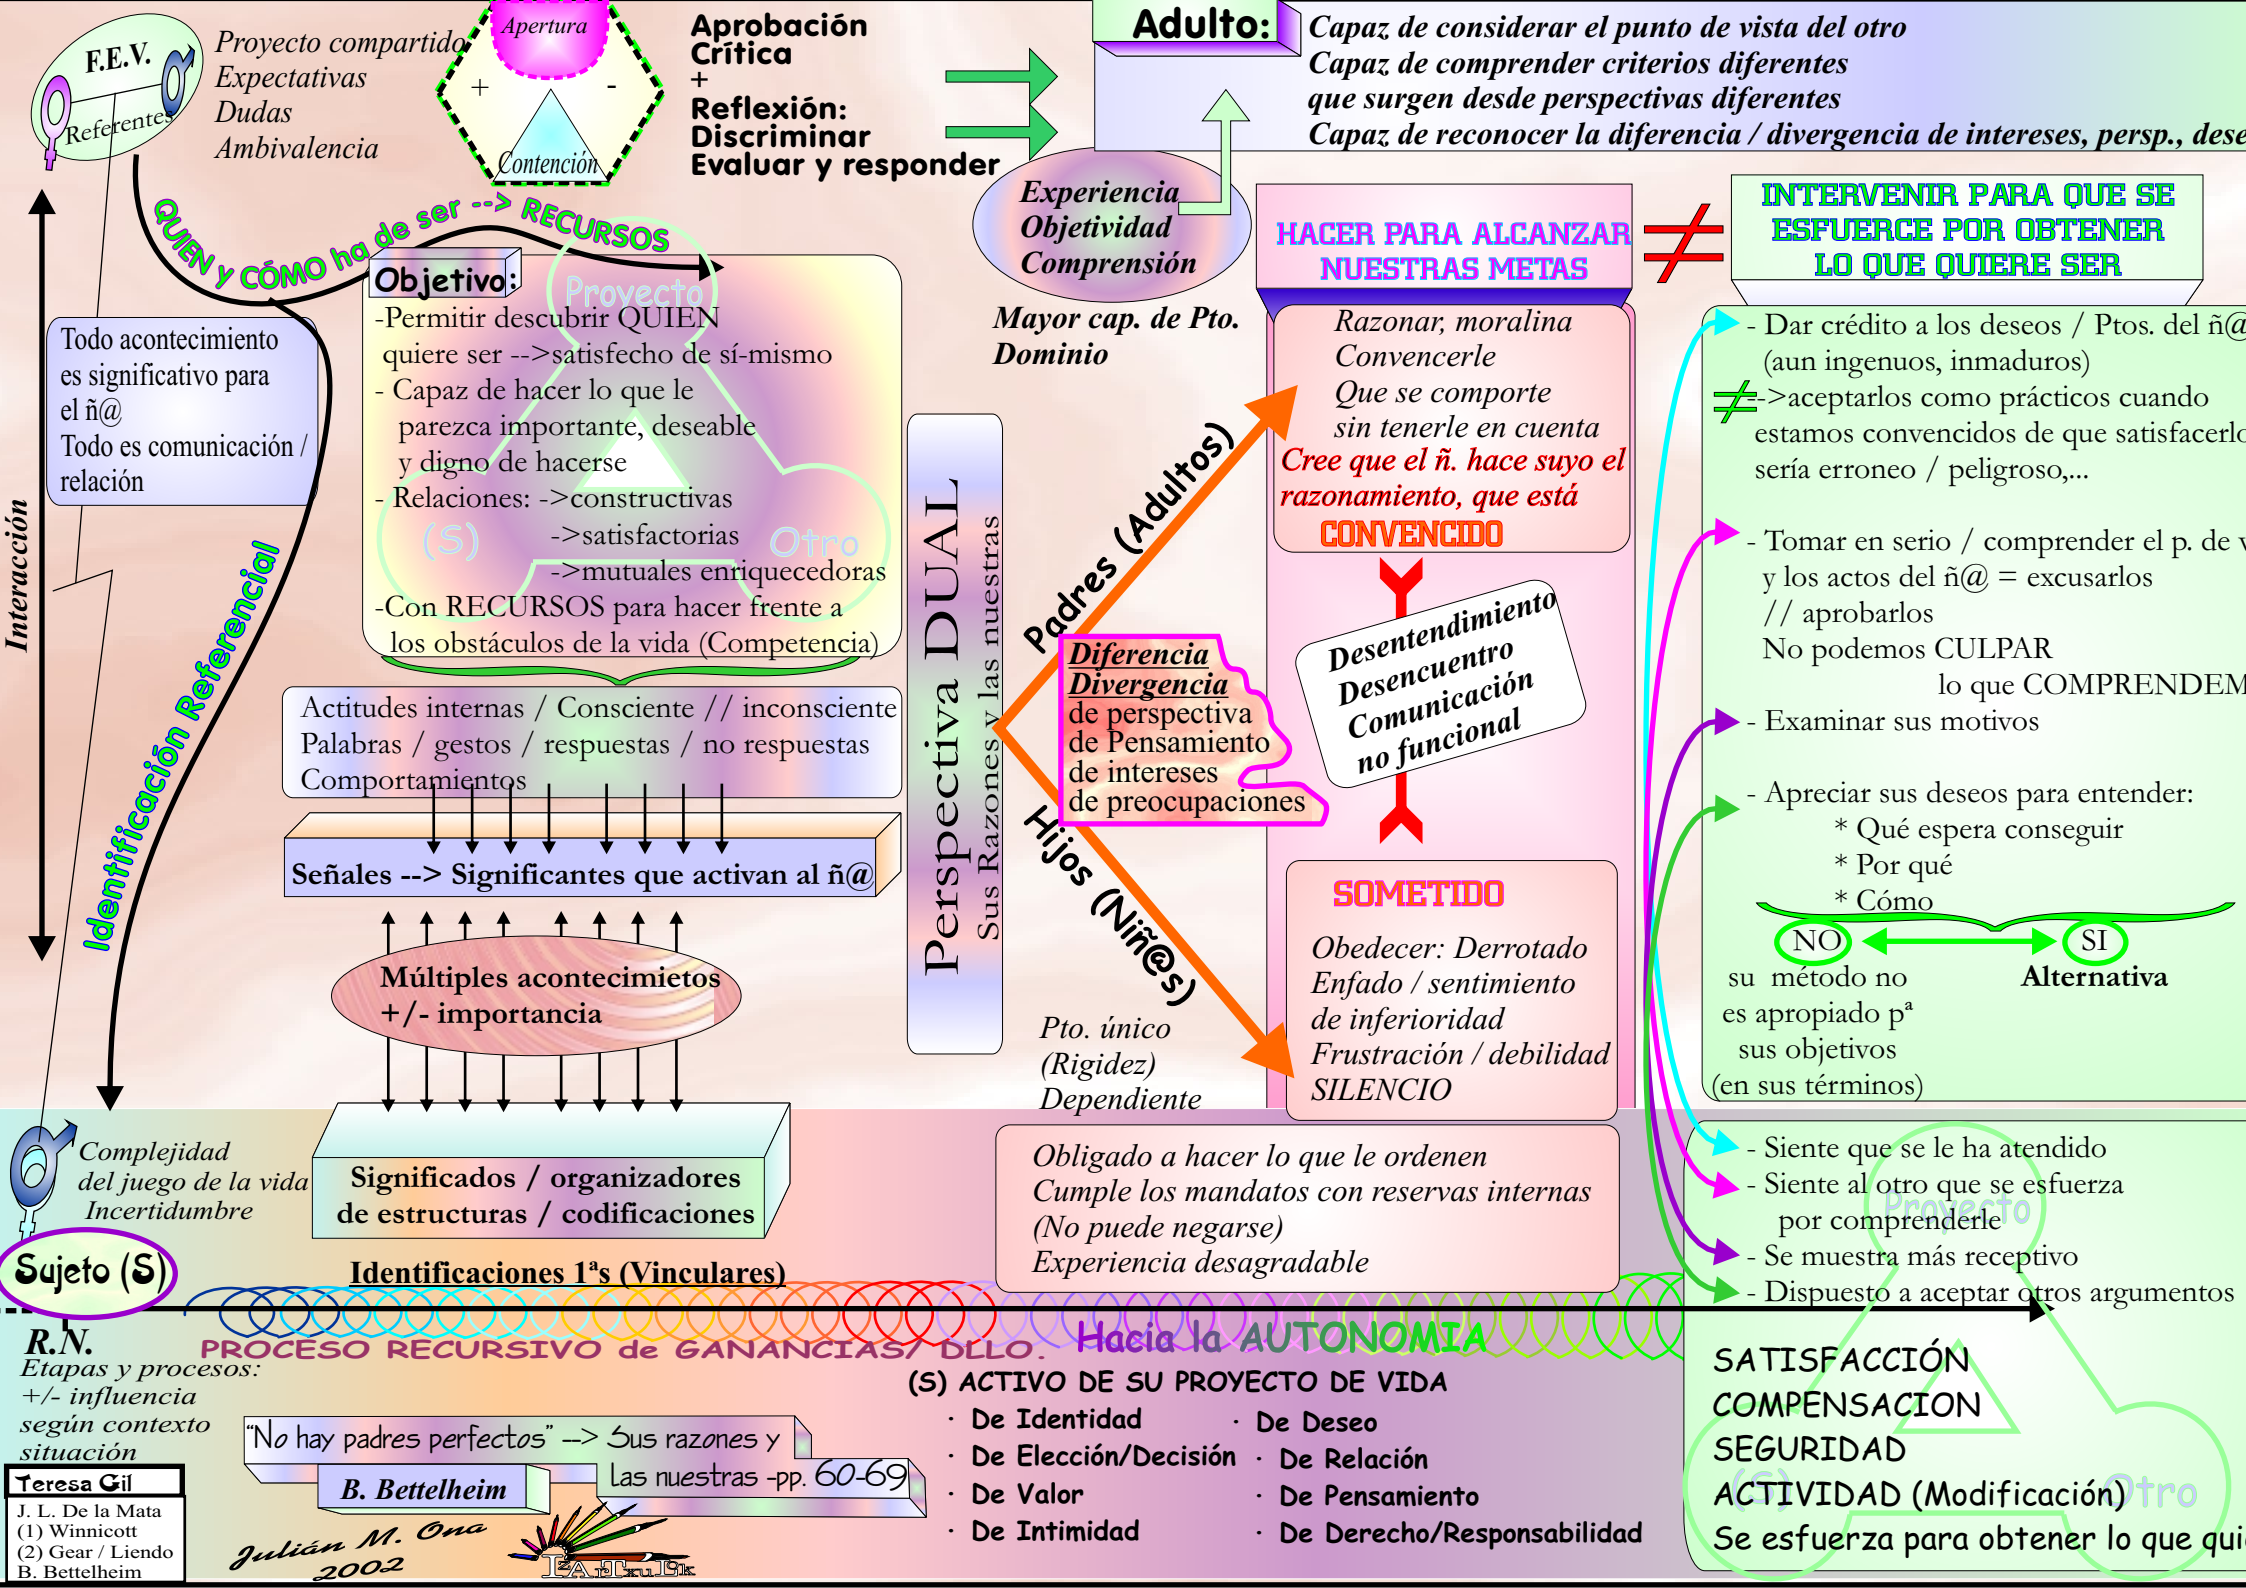 F.E.V.
Referentes
Proyecto compartido
Expectativas
Dudas
Ambivalencia
Apertura
+ -
Contención
Aprobación
Crítica
+
Reflexión:
Discriminar
Evaluar y responder
Adulto:
Capaz de considerar el punto de vista del otro
Capaz de comprender criterios diferentes
que surgen desde perspectivas diferentes
Capaz de reconocer la diferencia / divergencia de intereses, persp., dese
Experiencia
Objetividad
Comprensión
Mayor cap. de Pto.
Dominio
QUIEN y CÓMO ha de ser --> RECURSOS
Interacción
Todo acontecimiento
es significativo para
el ñ@
Todo es comunicación /
relación
Identificación Referencial
Objetivo:
Proyecto
-Permitir descubrir QUIEN
quiere ser -->satisfecho de sí-mismo
- Capaz de hacer lo que le
parezca importante, deseable
y digno de hacerse
- Relaciones: ->constructivas
->satisfactorias
->mutuales enriquecedoras
-Con RECURSOS para hacer frente a
los obstáculos de la vida (Competencia)
(S)
Otro
Actitudes internas / Consciente // inconsciente
Palabras / gestos / respuestas / no respuestas
Comportamientos
Señales --> Significantes que activan al ñ@
Múltiples acontecimietos
+/- importancia
Significados / organizadores
de estructuras / codificaciones
Identificaciones 1ªs (Vinculares)
Perspectiva DUAL
Sus Razones y las nuestras
Padres (Adultos)
Hijos (Niñ@s)
Diferencia
Divergencia
de perspectiva
de Pensamiento
de intereses
de preocupaciones
Pto. único
(Rigidez)
Dependiente
HACER PARA ALCANZAR
NUESTRAS METAS
Razonar, moralina
Convencerle
Que se comporte
sin tenerle en cuenta
Cree que el ñ. hace suyo el
razonamiento, que está
CONVENCIDO
Desentendimiento
Desencuentro
Comunicación
no funcional
SOMETIDO
Obedecer: Derrotado
Enfado / sentimiento
de inferioridad
Frustración / debilidad
SILENCIO
Obligado a hacer lo que le ordenen
Cumple los mandatos con reservas internas
(No puede negarse)
Experiencia desagradable
≠
INTERVENIR PARA QUE SE
ESFUERCE POR OBTENER
LO QUE QUIERE SER
- Dar crédito a los deseos / Ptos. del ñ@
(aun ingenuos, inmaduros)
≠-->aceptarlos como prácticos cuando
estamos convencidos de que satisfacerlo
sería erroneo / peligroso,...
- Tomar en serio / comprender el p. de v
y los actos del ñ@ = excusarlos
// aprobarlos
No podemos CULPAR
lo que COMPRENDEM
- Examinar sus motivos
- Apreciar sus deseos para entender:
* Qué espera conseguir
* Por qué
* Cómo
NO SI
su método no
es apropiado pª
sus objetivos
(en sus términos)
Alternativa
- Siente que se le ha atendido
- Siente al otro que se esfuerza
por comprenderle
- Se muestra más receptivo
- Dispuesto a aceptar otros argumentos
Proyecto
(S)
Otro
SATISFACCIÓN
COMPENSACION
SEGURIDAD
ACTIVIDAD (Modificación)
Se esfuerza para obtener lo que qui
Complejidad
del juego de la vida
Incertidumbre
Sujeto (S)
R.N.
Etapas y procesos:
+/- influencia
según contexto
situación
PROCESO RECURSIVO de GANANCIAS/ DLLO.
Hacia la AUTONOMIA
(S) ACTIVO DE SU PROYECTO DE VIDA
· De Identidad
· De Elección/Decisión
· De Valor
· De Intimidad
· De Deseo
· De Relación
· De Pensamiento
· De Derecho/Responsabilidad
"No hay padres perfectos" --> Sus razones y
Las nuestras -pp. 60-69
B. Bettelheim
Teresa Gil
J. L. De la Mata
(1) Winnicott
(2) Gear / Liendo
B. Bettelheim
Julián M. Ona
2002